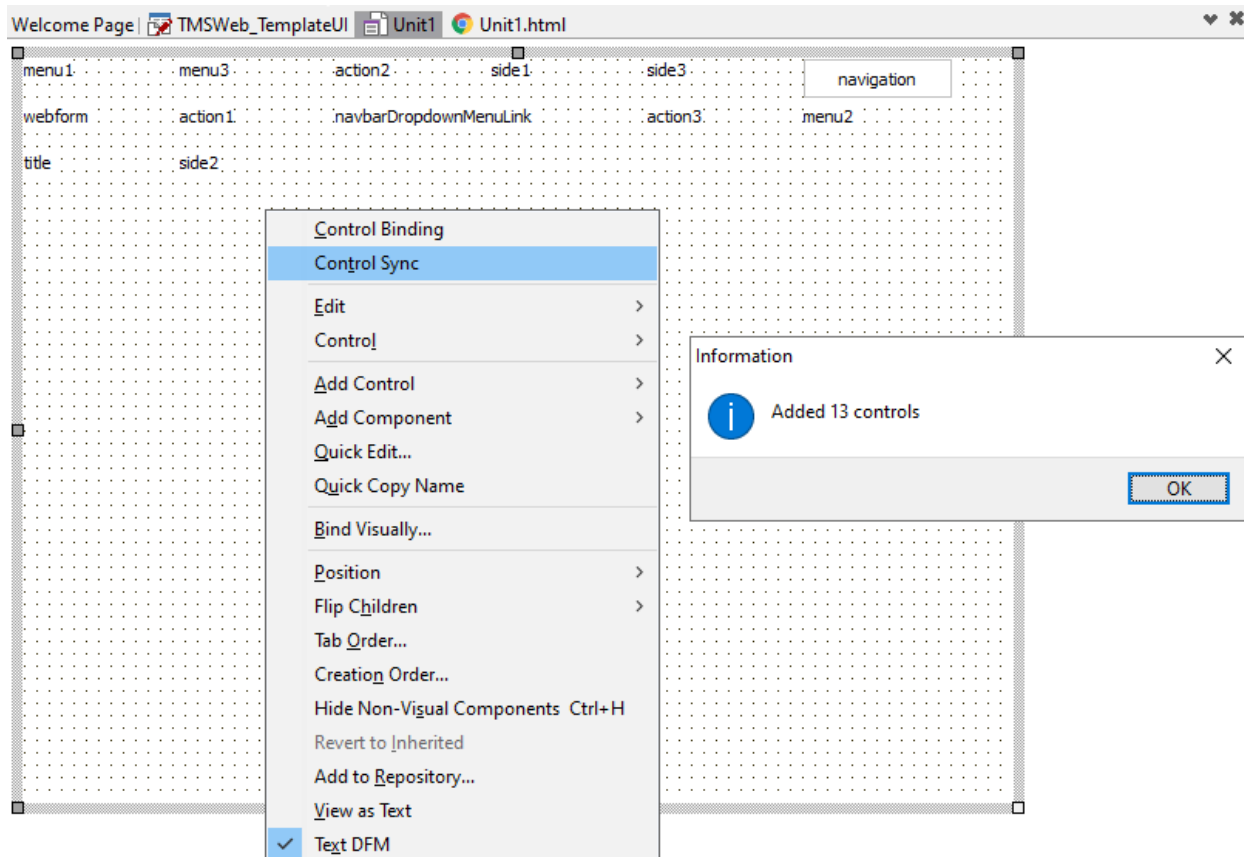 Welcome Page TMSWeb_TemplateUI Unit1 Unit1.html
menu1 menu3 action2 side1 side3 navigation
webform action1 navbarDropdownMenuLink action3 menu2
title side2
Control Binding
Control Sync
Edit
Control
Add Control
Add Component
Quick Edit...
Quick Copy Name
Bind Visually...
Position
Flip Children
Tab Order...
Creation Order...
Hide Non-Visual Components Ctrl+H
Revert to Inherited
Add to Repository...
View as Text
Text DFM
Information
Added 13 controls
OK